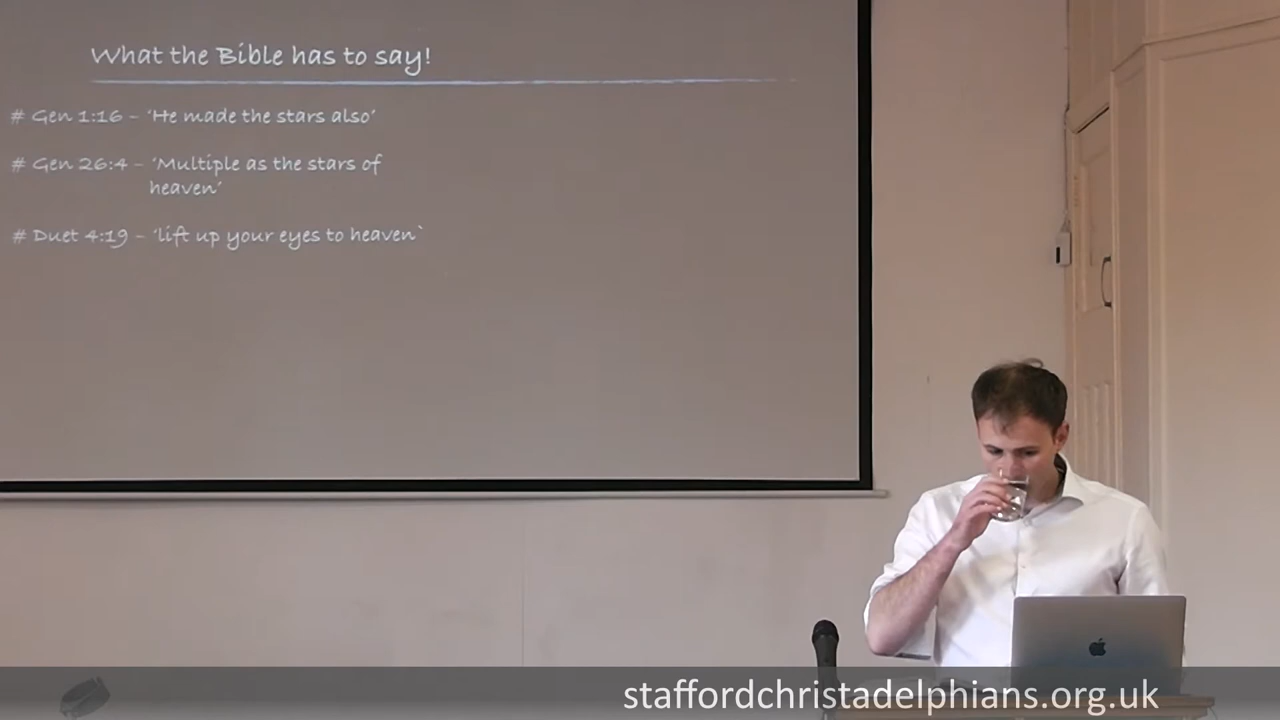 What the Bible has to say!
# Gen 1:16 - 'He made the stars also'
# Gen 26:4 - 'Multiple as the stars of
heaven'
# Duet 4:19 - 'lift up your eyes to heaven`
staffordchristadelphians.org.uk